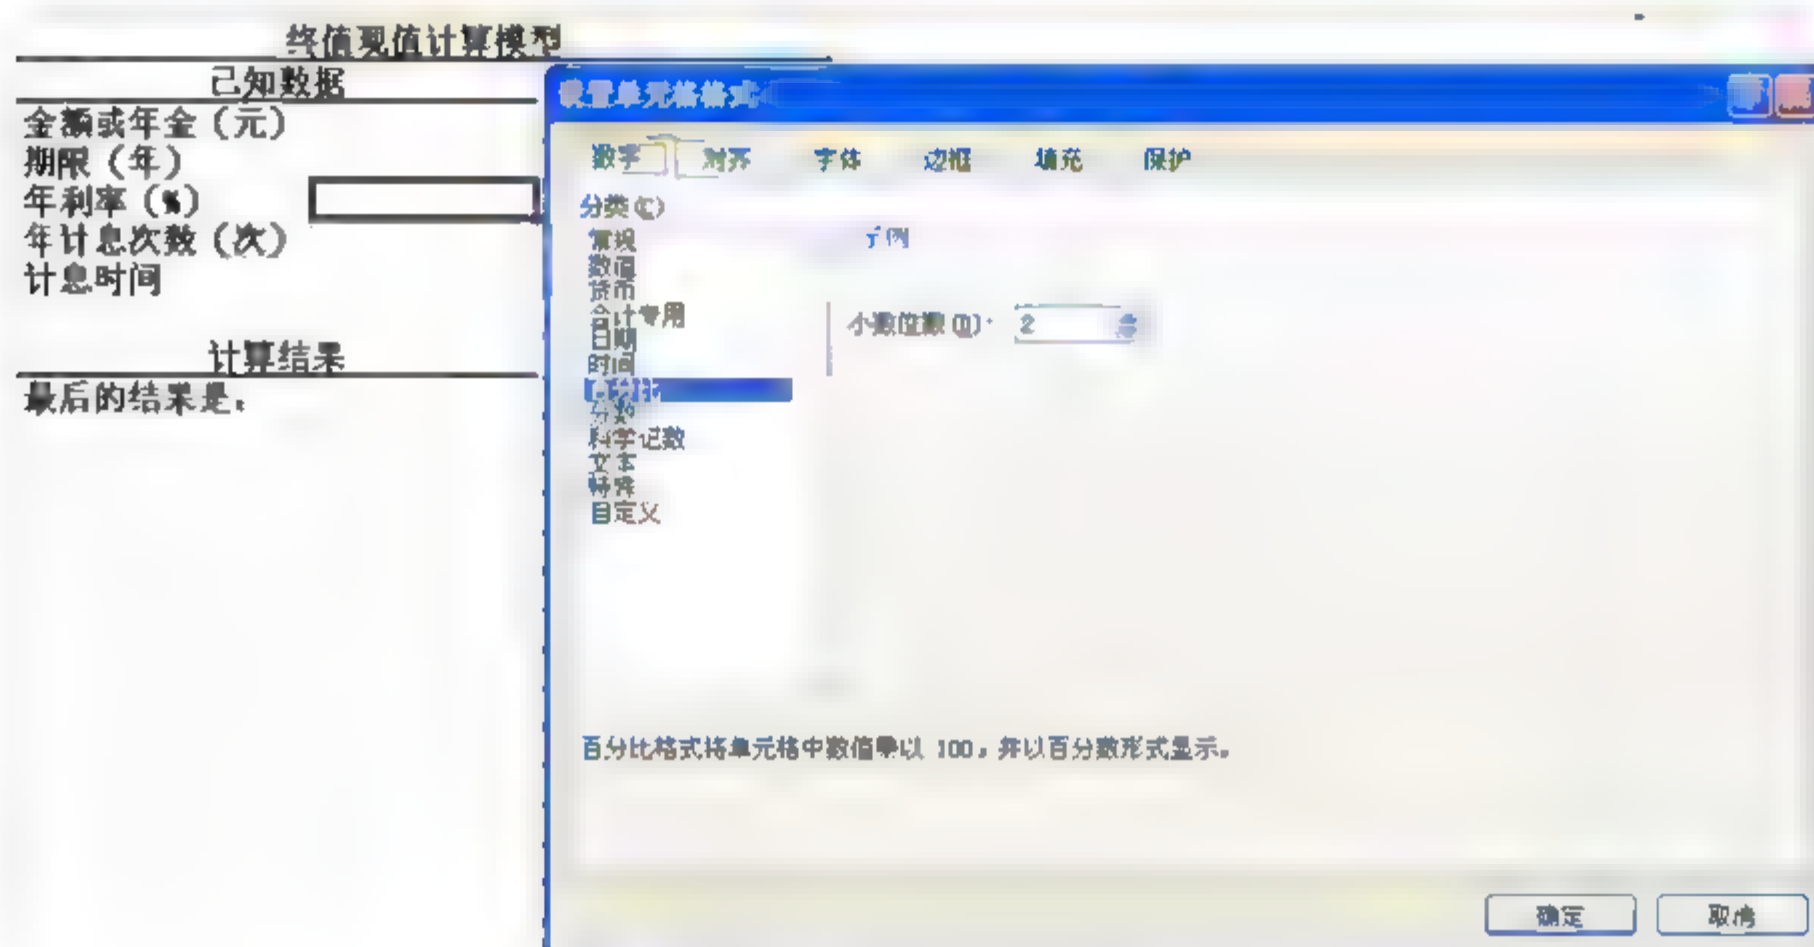 终值现值计算模型
已知数据
金额或年金（元）
期限（年）
年利率（%）
年计息次数（次）
计息时间
计算结果
最后的结果是：
设置单元格格式
数字 对齐 字体 边框 填充 保护
分类(C)
常规
数值
货币
会计专用
日期
时间
百分比
分数
科学记数
文本
特殊
自定义
示例
小数位数(D): 2
百分比格式将单元格中数值乘以 100，并以百分数形式显示。
确定 取消